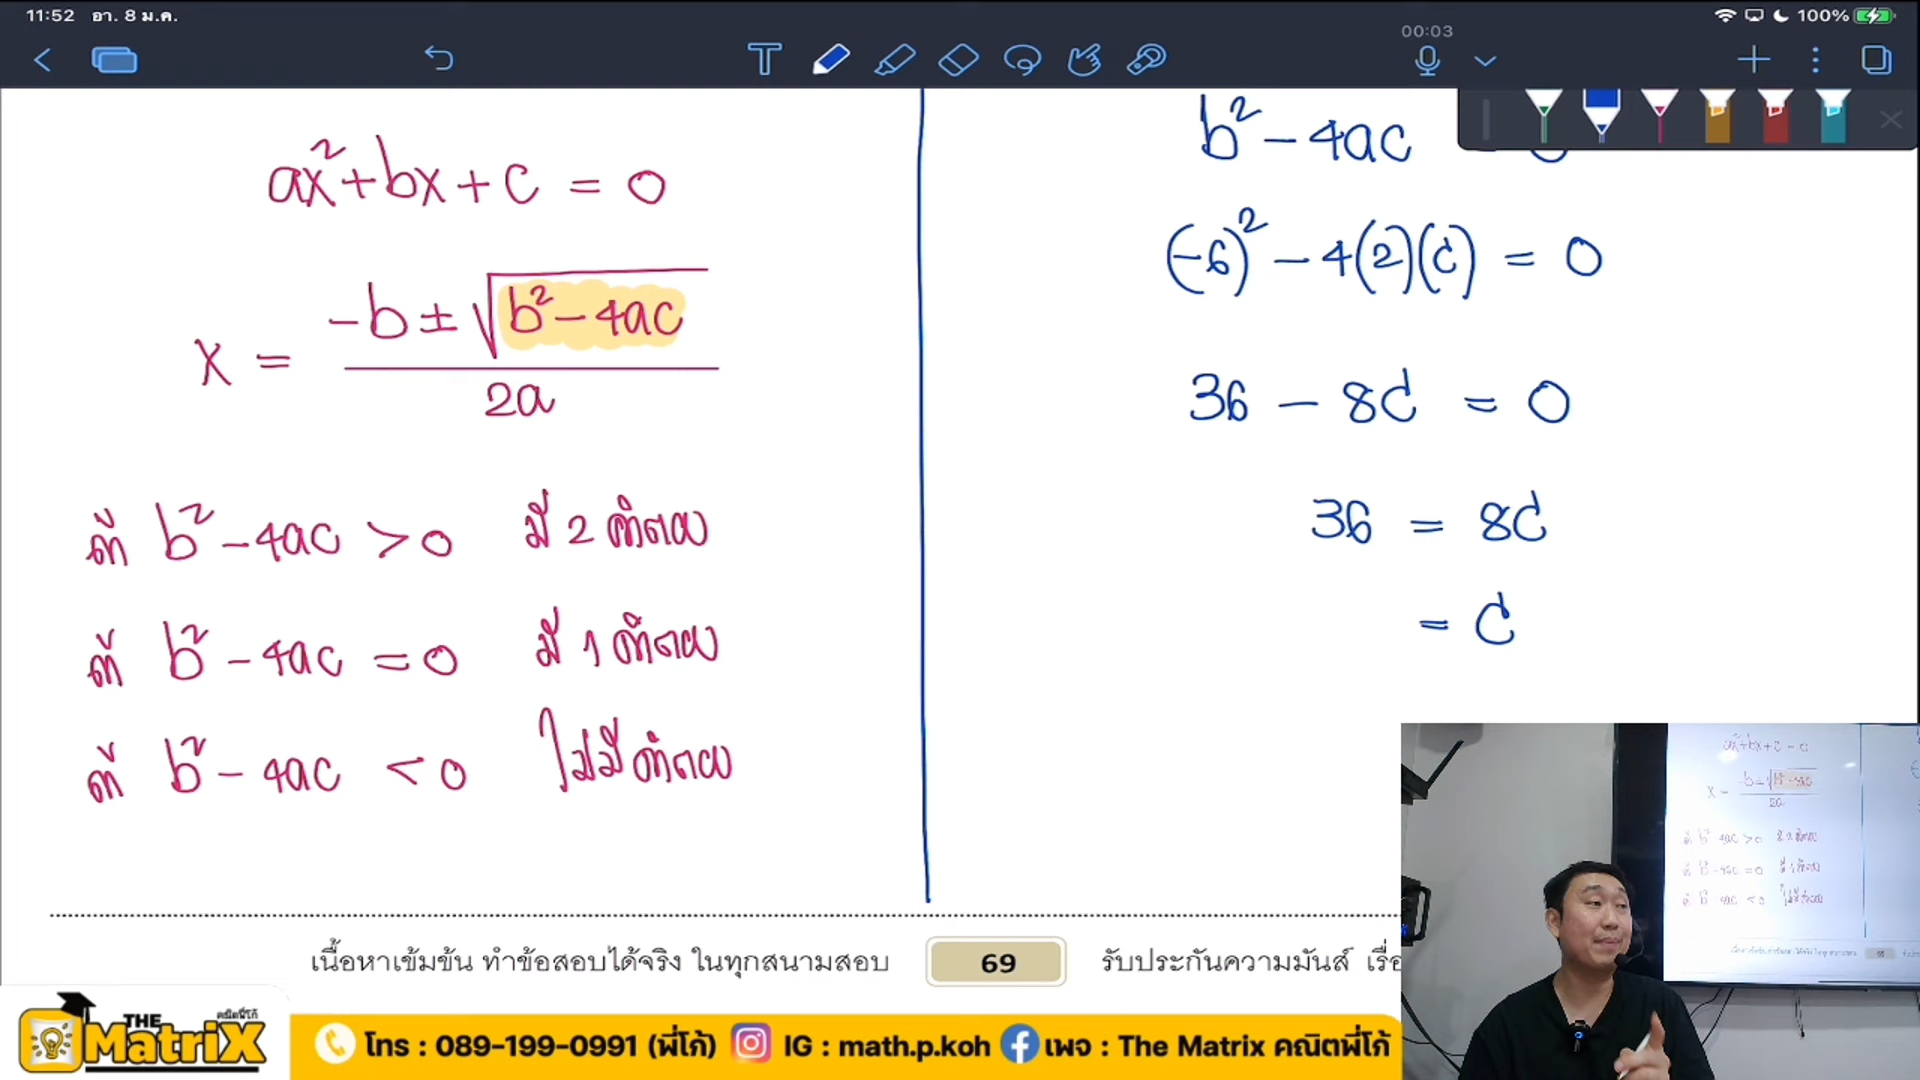 11:52 อา. 8 ม.ค.
100%
00:03
ax²+bx+c = 0
x = -b ± √b²-4ac
2a
ถ้า b²-4ac > 0 มี 2 คำตอบ
ถ้า b²-4ac = 0 มี 1 คำตอบ
ถ้า b²-4ac < 0 ไม่มีคำตอบ
b²-4ac
(-6)² - 4(2)(d) = 0
36 - 8d = 0
36 = 8d
= d
เนื้อหาเข้มข้น ทำข้อสอบได้จริง ในทุกสนามสอบ
69
รับประกันความมันส์
คณิตพี่โก้
THE
MatriX
โทร : 089-199-0991 (พี่โก้) IG : math.p.koh เพจ : The Matrix คณิตพี่โก้